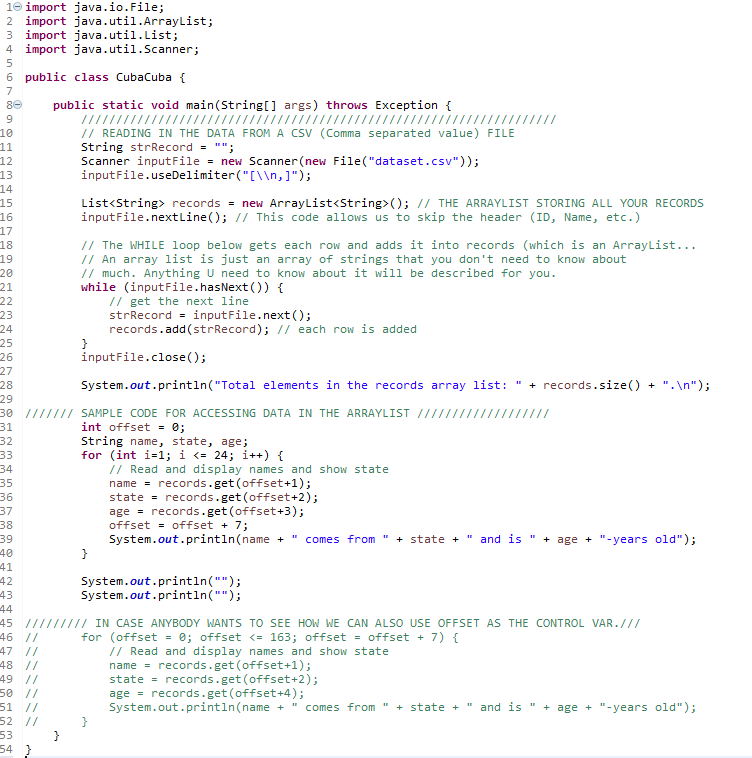 1 import java.io.File;
2 import java.util.ArrayList;
3 import java.util.List;
4 import java.util.Scanner;
5
6 public class CubaCuba {
7
8     public static void main(String[] args) throws Exception {
9         ////////////////////////////////////////////////////////////////////
10         // READING IN THE DATA FROM A CSV (Comma separated value) FILE
11         String strRecord = "";
12         Scanner inputFile = new Scanner(new File("dataset.csv"));
13         inputFile.useDelimiter("[\\n,]");
14
15         List<String> records = new ArrayList<String>(); // THE ARRAYLIST STORING ALL YOUR RECORDS
16         inputFile.nextLine(); // This code allows us to skip the header (ID, Name, etc.)
17
18         // The WHILE loop below gets each row and adds it into records (which is an ArrayList...
19         // An array list is just an array of strings that you don't need to know about
20         // much. Anything U need to know about it will be described for you.
21         while (inputFile.hasNext()) {
22             // get the next line
23             strRecord = inputFile.next();
24             records.add(strRecord); // each row is added
25         }
26         inputFile.close();
27
28         System.out.println("Total elements in the records array list: " + records.size() + ".\n");
29
30 /////// SAMPLE CODE FOR ACCESSING DATA IN THE ARRAYLIST ///////////////////
31         int offset = 0;
32         String name, state, age;
33         for (int i=1; i <= 24; i++) {
34             // Read and display names and show state
35             name = records.get(offset+1);
36             state = records.get(offset+2);
37             age = records.get(offset+3);
38             offset = offset + 7;
39             System.out.println(name + " comes from " + state + " and is " + age + "-years old");
40         }
41
42         System.out.println("");
43         System.out.println("");
44
45 ///////// IN CASE ANYBODY WANTS TO SEE HOW WE CAN ALSO USE OFFSET AS THE CONTROL VAR.///
46 //      for (offset = 0; offset <= 163; offset = offset + 7) {
47 //          // Read and display names and show state
48 //          name = records.get(offset+1);
49 //          state = records.get(offset+2);
50 //          age = records.get(offset+4);
51 //          System.out.println(name + " comes from " + state + " and is " + age + "-years old");
52 //      }
53     }
54 }